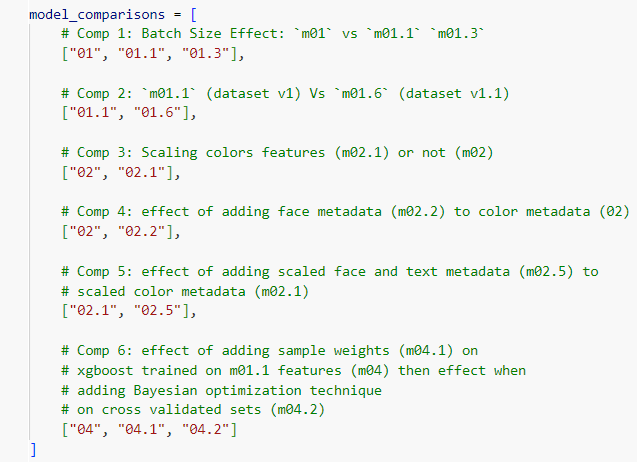 model_comparisons = [
# Comp 1: Batch Size Effect: `m01` vs `m01.1` `m01.3`
["01", "01.1", "01.3"],
# Comp 2: `m01.1` (dataset v1) Vs `m01.6` (dataset v1.1)
["01.1", "01.6"],
# Comp 3: Scaling colors features (m02.1) or not (m02)
["02", "02.1"],
# Comp 4: effect of adding face metadata (m02.2) to color metadata (02)
["02", "02.2"],
# Comp 5: effect of adding scaled face and text metadata (m02.5) to
# scaled color metadata (m02.1)
["02.1", "02.5"],
# Comp 6: effect of adding sample weights (m04.1) on
# xgboost trained on m01.1 features (m04) then effect when
# adding Bayesian optimization technique
# on cross validated sets (m04.2)
["04", "04.1", "04.2"]
]